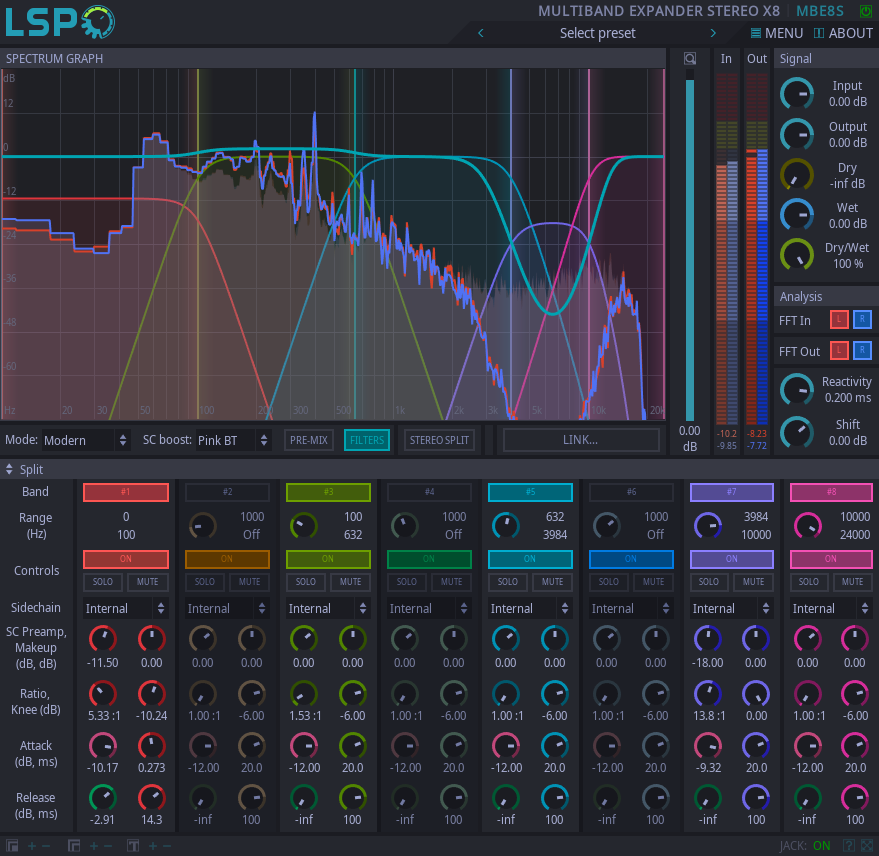 LSP
MULTIBAND EXPANDER STEREO X8 MBE8S
Select preset
MENU ABOUT
SPECTRUM GRAPH
In Out
Signal
dB
12
0
-12
-24
-36
-48
-60
Hz 20 30 100 200 300 500 1k 2k 3k 5k 10k 20k
Input
0.00 dB
Output
0.00 dB
Dry
-inf dB
Wet
0.00 dB
Dry/Wet
100 %
Analysis
FFT In L R
FFT Out L R
Reactivity
0.200 ms
Shift
0.00 dB
0.00
dB
-10.2 -8.23
-9.85 -7.72
Mode: Modern SC boost: Pink BT PRE-MIX FILTERS STEREO SPLIT LINK...
Split
Band #1 #2 #3 #4 #5 #6 #7 #8
Range 0 1000 100 1000 632 1000 3984 10000
(Hz) 100 Off 632 Off 3984 Off 10000 24000
Controls ON ON ON ON ON ON ON ON
SOLO MUTE SOLO MUTE SOLO MUTE SOLO MUTE SOLO MUTE SOLO MUTE SOLO MUTE SOLO MUTE
Sidechain Internal Internal Internal Internal Internal Internal Internal Internal
SC Preamp,
Makeup
(dB, dB) -11.50 0.00 0.00 0.00 0.00 0.00 0.00 0.00 0.00 0.00 0.00 0.00 -18.00 0.00 0.00 0.00
Ratio,
Knee (dB) 5.33 :1 -10.24 1.00 :1 -6.00 1.53 :1 -6.00 1.00 :1 -6.00 1.00 :1 -6.00 1.00 :1 -6.00 13.8 :1 0.00 1.00 :1 -6.00
Attack
(dB, ms) -10.17 0.273 -12.00 20.0 -12.00 20.0 -12.00 20.0 -12.00 20.0 -12.00 20.0 -9.32 20.0 -12.00 20.0
Release
(dB, ms) -2.91 14.3 -inf 100 -inf 100 -inf 100 -inf 100 -inf 100 -inf 100 -inf 100
JACK: ON